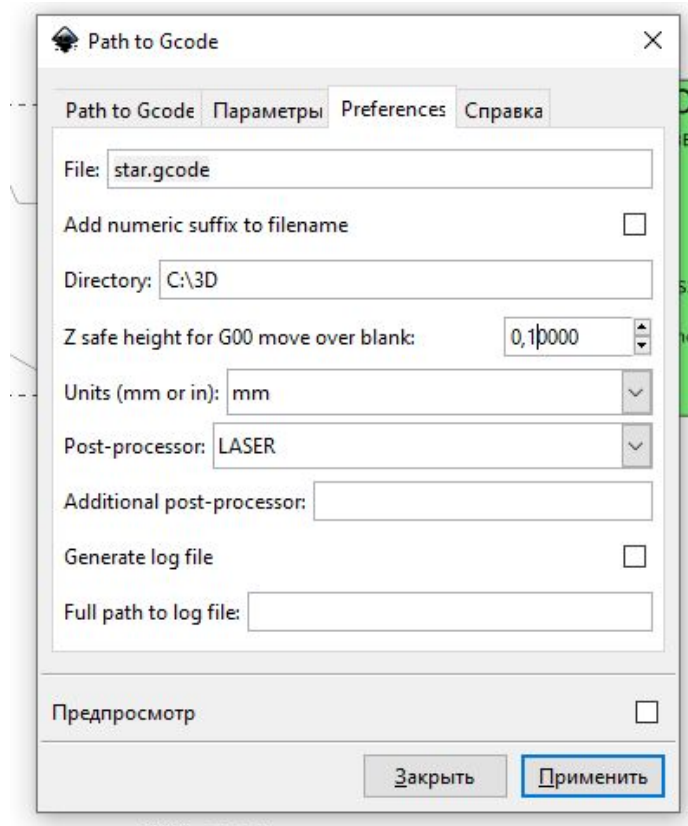 Path to Gcode
Path to Gcode Параметры Preferences Справка
File: star.gcode
Add numeric suffix to filename
Directory: C:\3D
Z safe height for G00 move over blank: 0,10000
Units (mm or in): mm
Post-processor: LASER
Additional post-processor:
Generate log file
Full path to log file:
Предпросмотр
Закрыть Применить